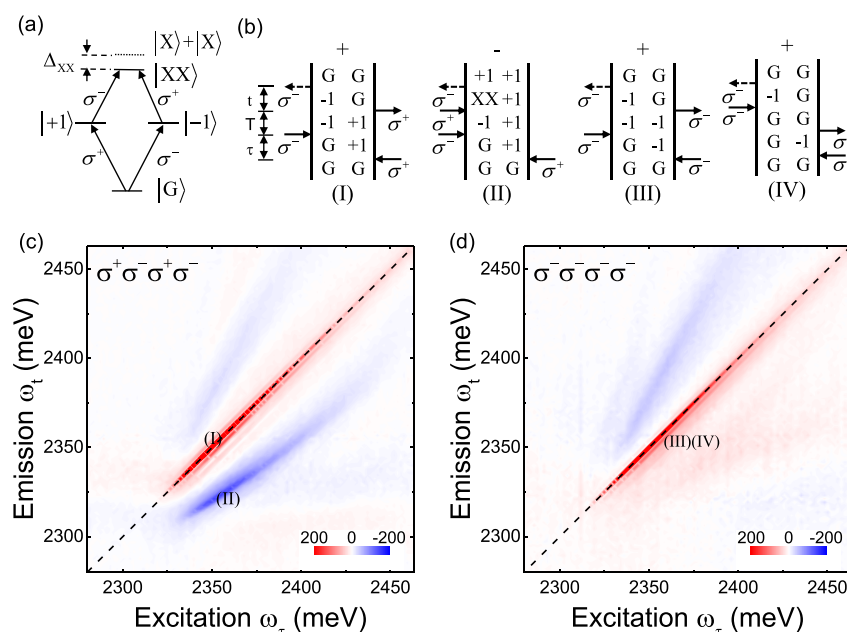 (a)
|X⟩+|X⟩
Δ_XX
|XX⟩
σ⁻ σ⁺
|+1⟩ |−1⟩
σ⁺ σ⁻
|G⟩
(b)
+
G G
-1 G
-1 +1
G +1
G G
t
T
τ
σ⁻
σ⁺
σ⁻
σ⁺
(I)
-
+1 +1
XX +1
-1 +1
G +1
G G
σ⁻
σ⁺
σ⁻
σ⁺
(II)
+
G G
-1 G
-1 -1
G -1
G G
σ⁻
σ⁻
σ⁻
σ⁻
(III)
+
G G
-1 G
G G
G -1
G G
σ⁻
σ⁻
σ
σ
(IV)
(c)
σ⁺σ⁻σ⁺σ⁻
Emission ω_t (meV)
2450
2400
2350
2300
(I)
(II)
200 0 -200
2300 2350 2400 2450
Excitation ω_τ (meV)
(d)
σ⁻σ⁻σ⁻σ⁻
Emission ω_t (meV)
2450
2400
2350
2300
(III)(IV)
200 0 -200
2300 2350 2400 2450
Excitation ω_τ (meV)